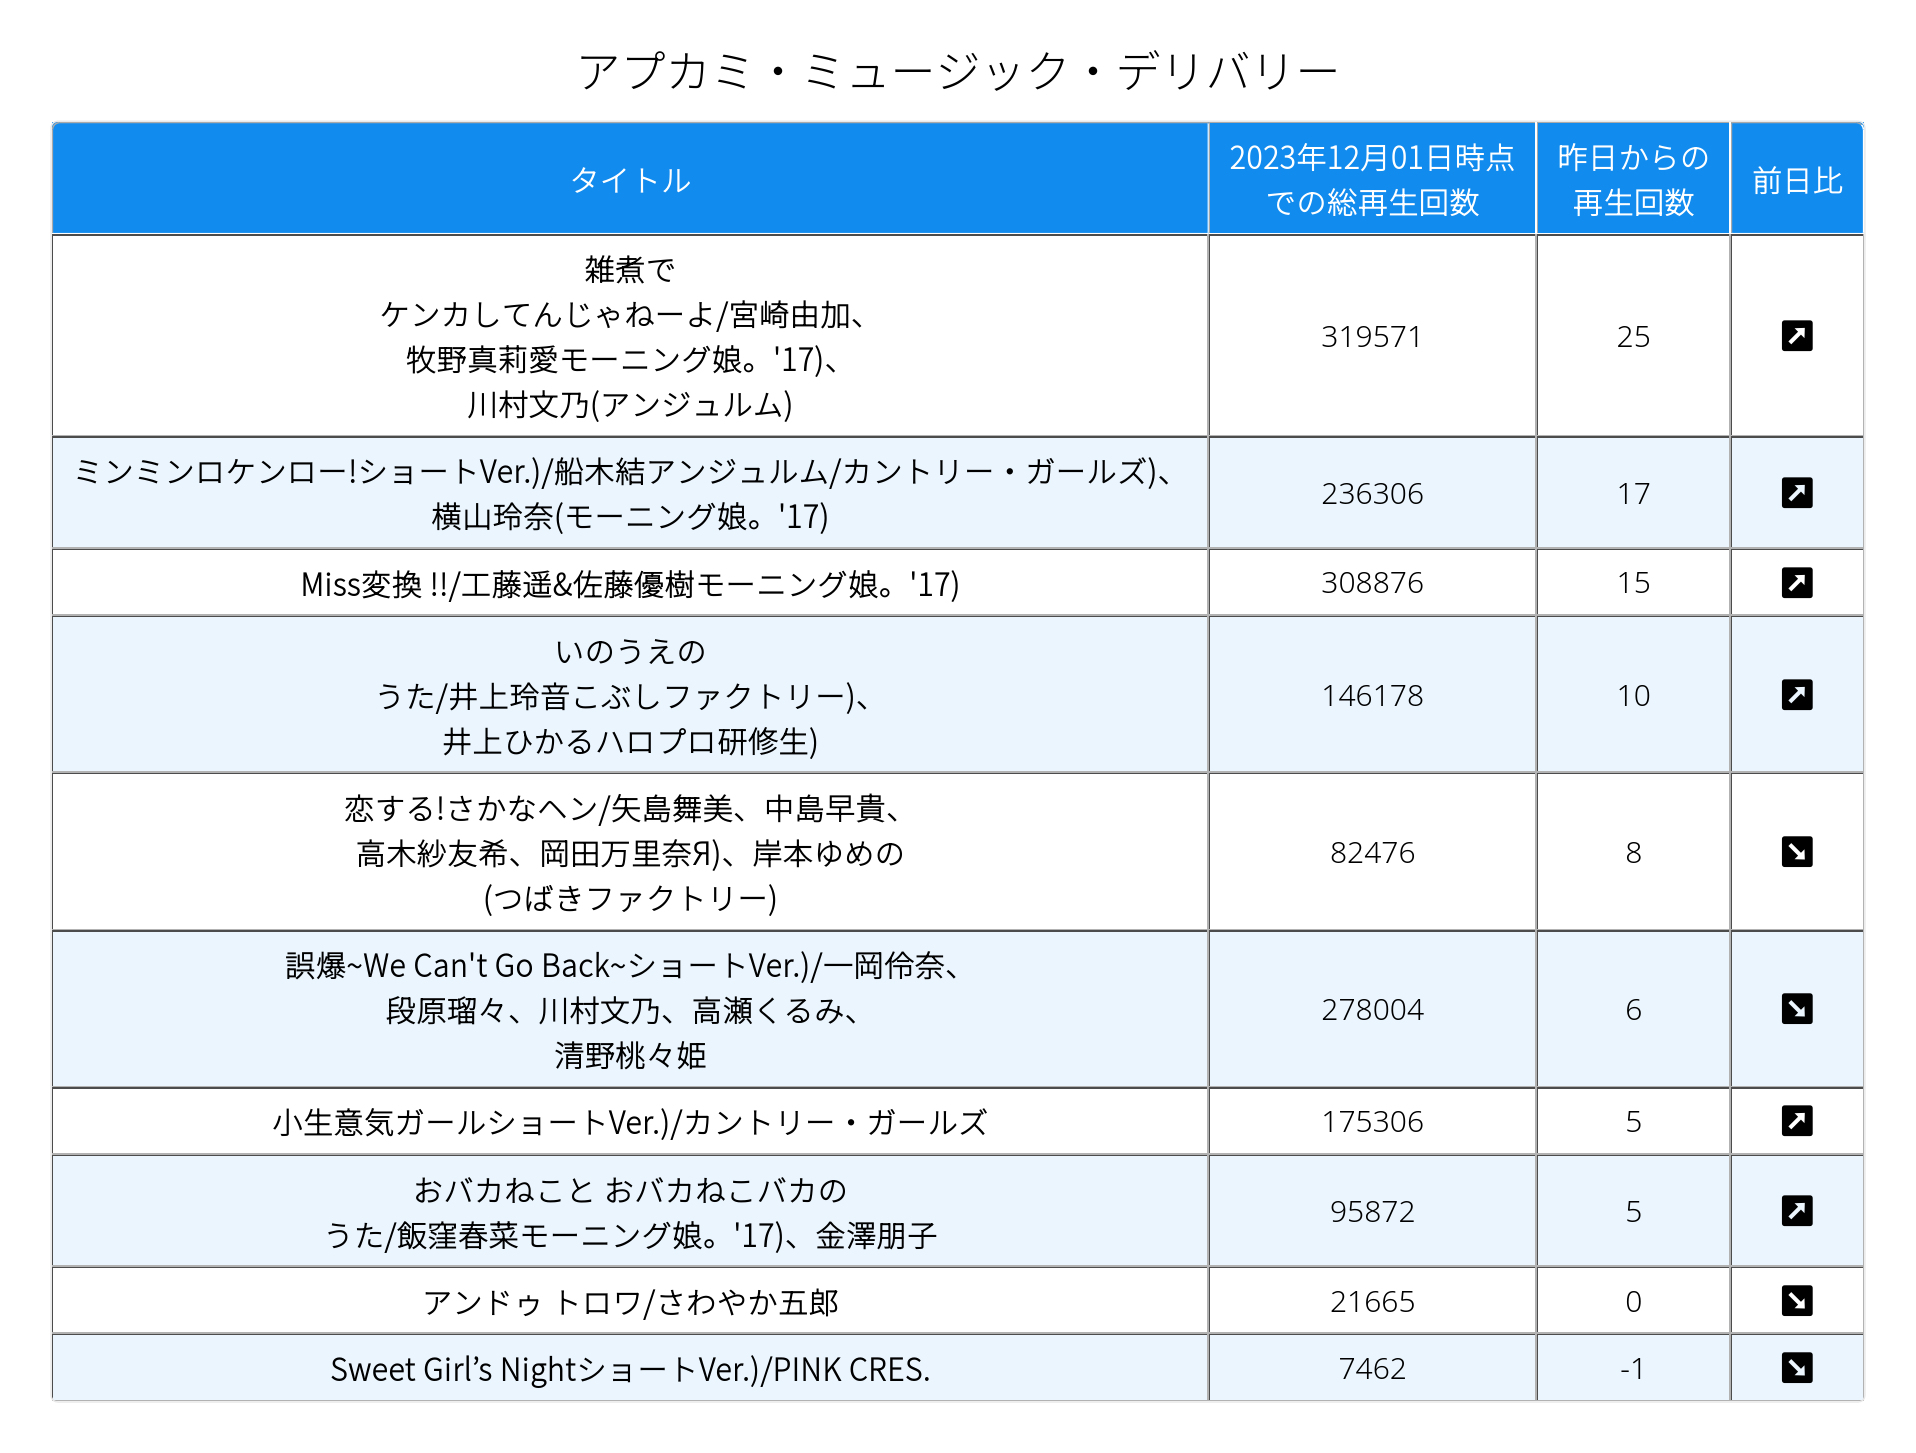 アプカミ・ミュージック・デリバリー
タイトル
2023年12月01日時点
での総再生回数
昨日からの
再生回数
前日比
雑煮で
ケンカしてんじゃねーよ/宮崎由加、
牧野真莉愛モーニング娘。'17)、
川村文乃(アンジュルム)
319571
25
ミンミンロケンロー!ショートVer.)/船木結アンジュルム/カントリー・ガールズ)、
横山玲奈(モーニング娘。'17)
236306
17
Miss変換 !!/工藤遥&佐藤優樹モーニング娘。'17)
308876
15
いのうえの
うた/井上玲音こぶしファクトリー)、
井上ひかるハロプロ研修生)
146178
10
恋する!さかなヘン/矢島舞美、中島早貴、
高木紗友希、岡田万里奈Я)、岸本ゆめの
(つばきファクトリー)
82476
8
誤爆~We Can't Go Back~ショートVer.)/一岡伶奈、
段原瑠々、川村文乃、高瀬くるみ、
清野桃々姫
278004
6
小生意気ガールショートVer.)/カントリー・ガールズ
175306
5
おバカねこと おバカねこバカの
うた/飯窪春菜モーニング娘。'17)、金澤朋子
95872
5
アンドゥ トロワ/さわやか五郎
21665
0
Sweet Girl’s NightショートVer.)/PINK CRES.
7462
-1